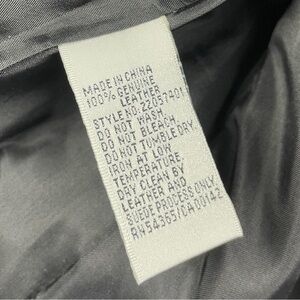 MADE IN CHINA
100% GENUINE
LEATHER
STYLE NO:2205740
DO NOT WASH.
DO NOT BLEACH.
DO NOT TUMBLE DRY
IRON AT LOW
TEMPERATURE.
DRY CLEAN BY
LEATHER AND
SUEDE PROCESS ONLY.
RN54365/CA00142